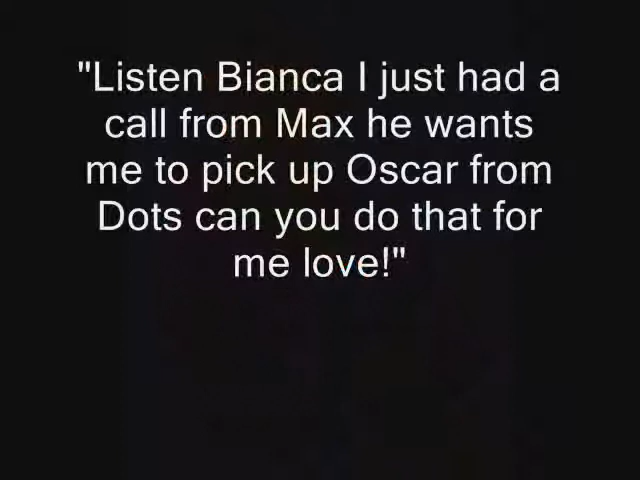 "Listen Bianca I just had a
call from Max he wants
me to pick up Oscar from
Dots can you do that for
me love!"